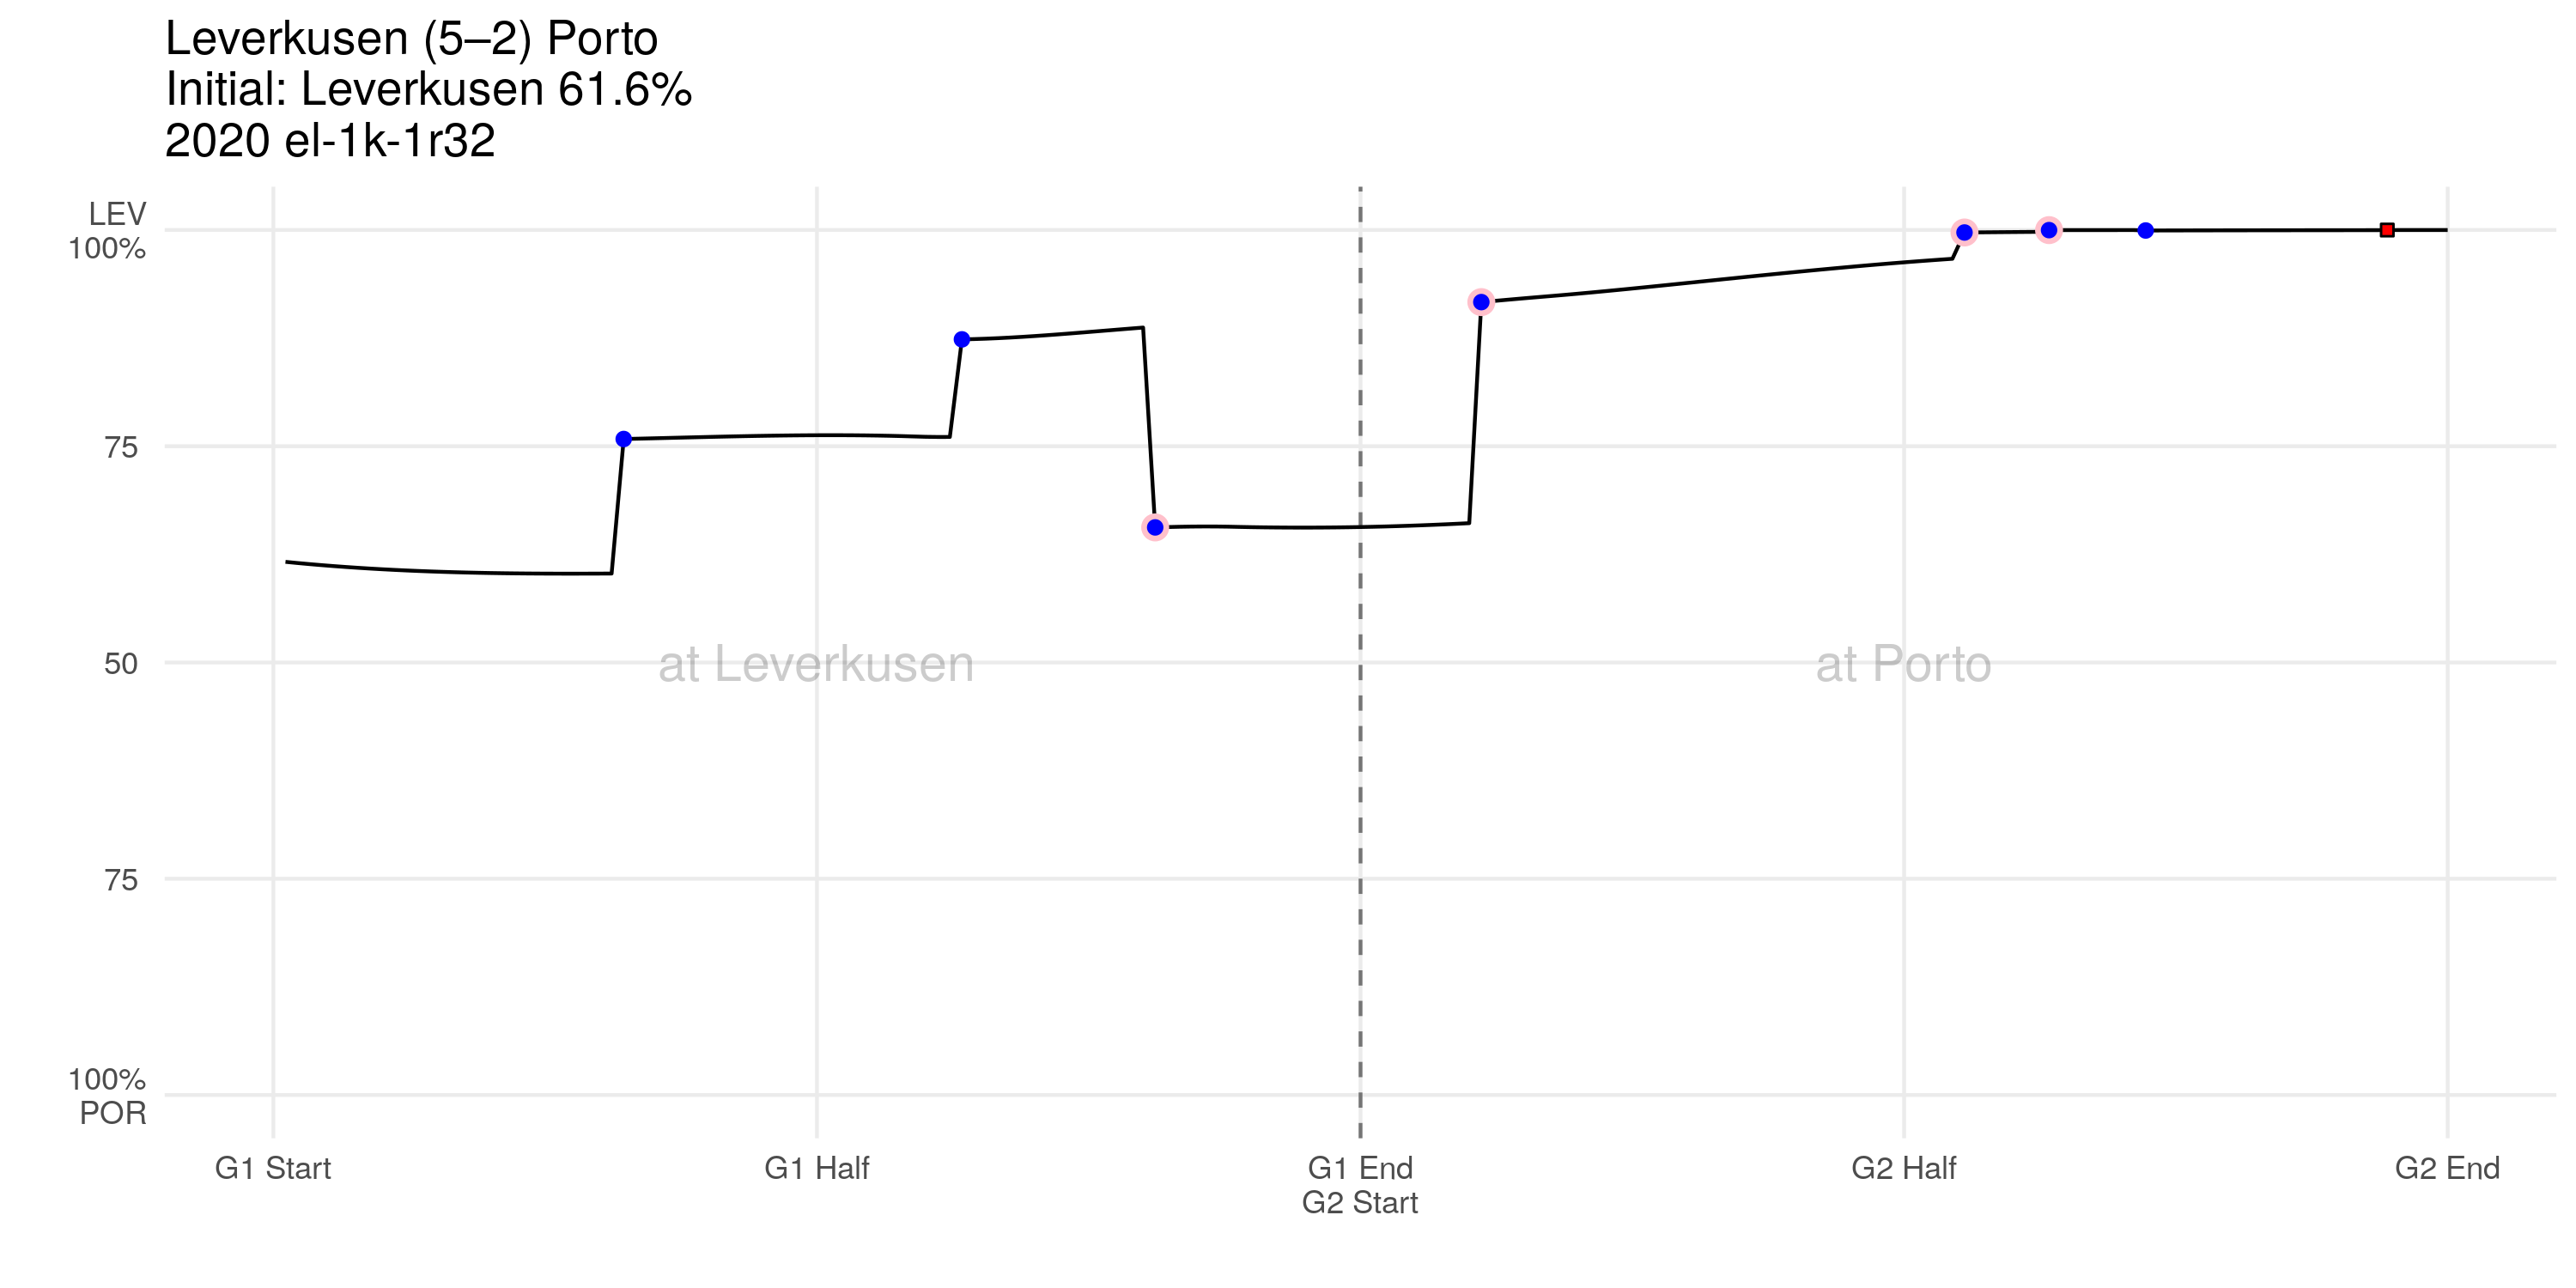 Leverkusen (5–2) Porto
Initial: Leverkusen 61.6%
2020 el-1k-1r32
LEV
100%
75
50
75
100%
POR
at Leverkusen
at Porto
G1 Start
G1 Half
G1 End
G2 Start
G2 Half
G2 End